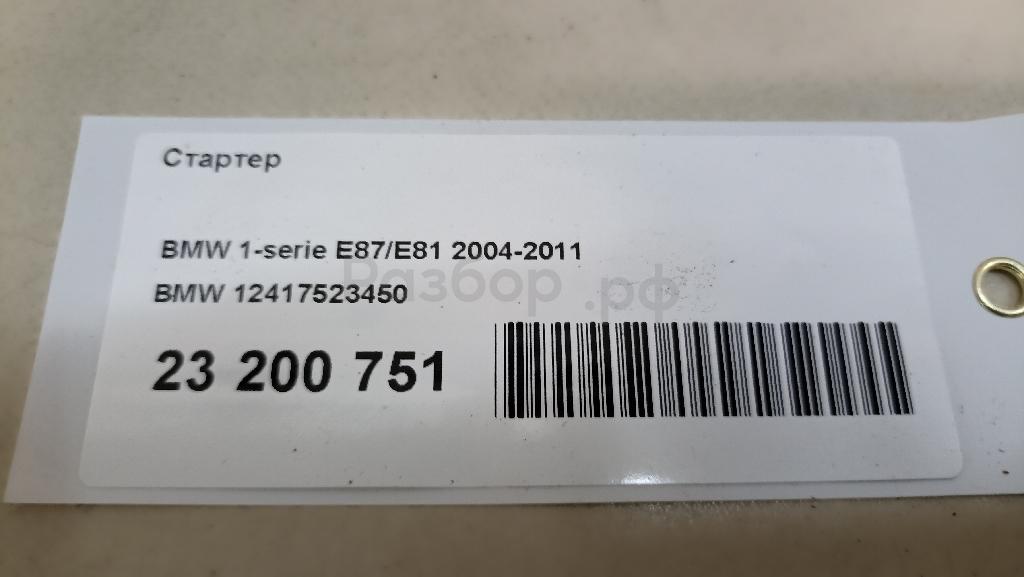 Стартер
BMW 1-serie E87/E81 2004-2011
Разбор.рф
BMW 12417523450
23 200 751